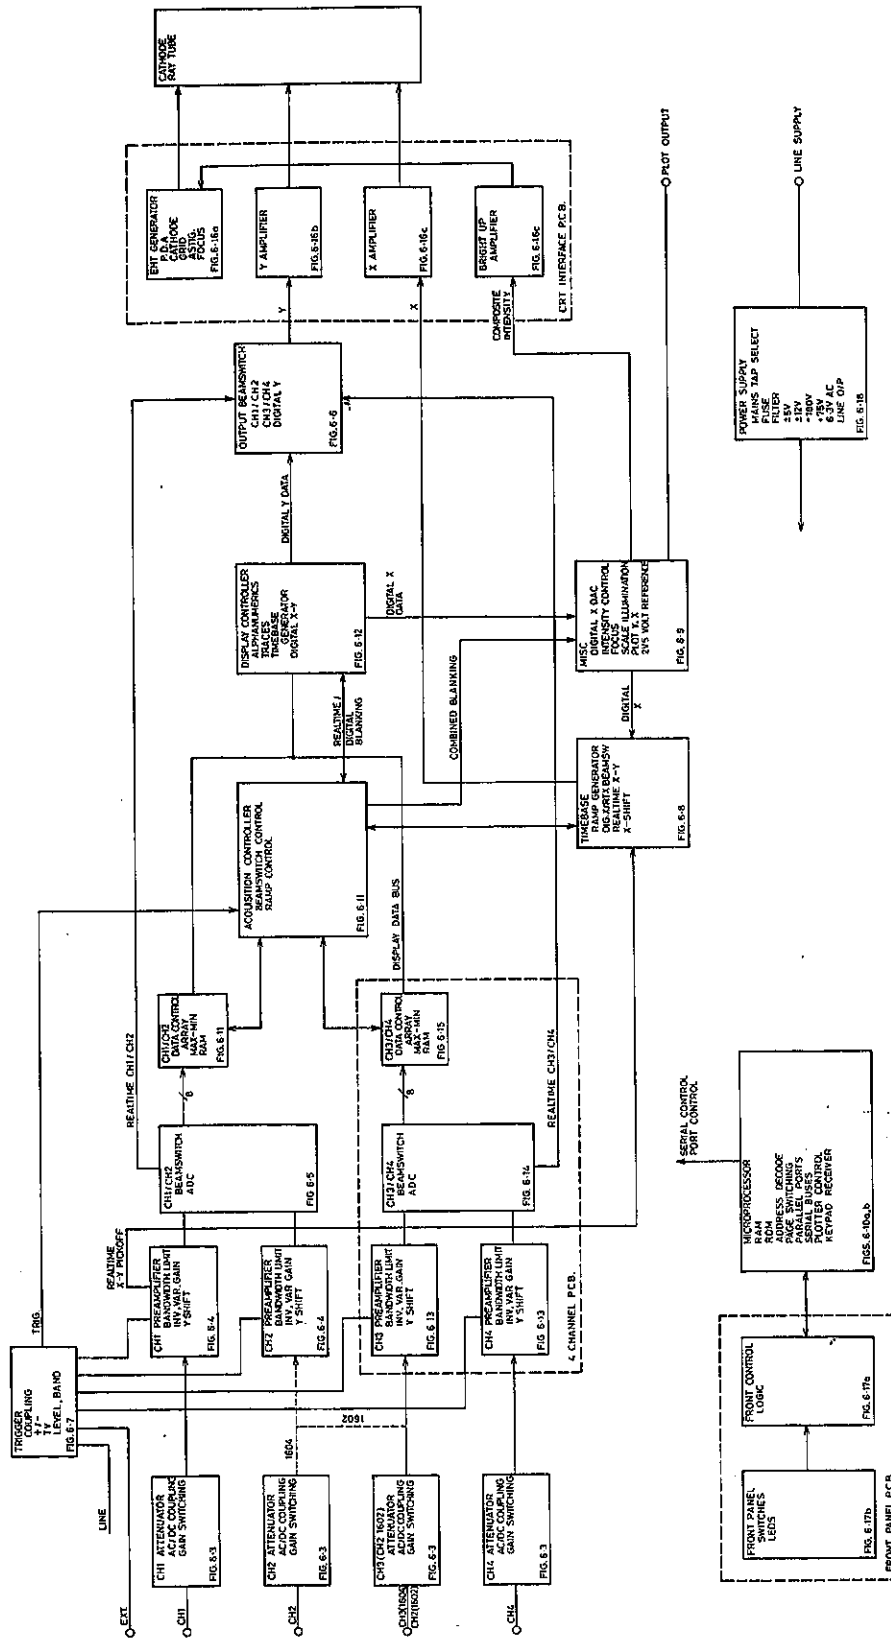 EXT.
LINE
TRIGGER
COUPLING
+/-
TV
LEVEL, BAND
FIG. 6-7
TRIG.
CH1
CH1 ATTENUATOR
AC/DC COUPLING
GAIN SWITCHING
FIG. 6-3
CH2
CH2 ATTENUATOR
AC/DC COUPLING
GAIN SWITCHING
FIG. 6-3
CH3(1604)
CH2(1602)
CH3(CH2 1602)
ATTENUATOR
AC/DC COUPLING
GAIN SWITCHING
FIG. 6-3
CH4
CH4 ATTENUATOR
AC/DC COUPLING
GAIN SWITCHING
FIG. 6-3
1604
1602
REALTIME
X-Y PICKOFF
CH1 PREAMPLIFIER
BANDWIDTH LIMIT
INV, VAR. GAIN
Y SHIFT
FIG. 6-4
CH2 PREAMPLIFIER
BANDWIDTH LIMIT
INV, VAR GAIN
Y SHIFT
FIG. 6-4
CH3 PREAMPLIFIER
BANDWIDTH LIMIT
INV, VAR. GAIN
Y SHIFT
FIG. 6-13
CH4 PREAMPLIFIER
BANDWIDTH LIMIT
INV, VAR GAIN
Y SHIFT
FIG. 6-13
4 CHANNEL PCB.
REALTIME CH1/CH2
CH1/CH2
BEAMSWITCH
ADC
FIG. 6-5
CH3/CH4
BEAMSWITCH
ADC
FIG. 6-14
8
8
CH1/CH2
DATA CONTROL
ARRAY
MAX-MIN
RAM
FIG. 6-11
CH3/CH4
DATA CONTROL
ARRAY
MAX-MIN
RAM
FIG. 6-15
REALTIME CH3/CH4
DISPLAY DATA BUS
ACQUISITION CONTROLLER
BEAMSWITCH CONTROL
RAMP CONTROL
FIG. 6-11
REALTIME/
DIGITAL
BLANKING
COMBINED BLANKING
DISPLAY CONTROLLER
ALPHANUMERICS
TRACES
TIMEBASE
GENERATOR
DIGITAL X-Y
FIG. 6-12
DIGITAL Y DATA
DIGITAL X
DATA
TIMEBASE
RAMP GENERATOR
DIG.X/RTX BEAMSW
REALTIME X-Y
X-SHIFT
FIG. 6-8
DIGITAL
X
MISC
DIGITAL X DAC
INTENSITY CONTROL
FOCUS
SCALE ILLUMINATION
PLOT Y, X
2V5 VOLT REFERENCE
FIG. 6-9
OUTPUT BEAMSWITCH
CH1/CH2
CH3/CH4
DIGITAL Y
FIG. 6-6
Y
X
COMPOSITE
INTENSITY
EHT GENERATOR
P.D.A
CATHODE
GRID
ASTIG.
FOCUS
FIG. 6-16a
Y AMPLIFIER
FIG. 6-16b
X AMPLIFIER
FIG. 6-16c
BRIGHT UP
AMPLIFIER
FIG. 6-16c
CRT INTERFACE P.C.B.
CATHODE
RAY TUBE
PLOT OUTPUT
LINE SUPPLY
POWER SUPPLY
MAINS TAP SELECT
FUSE
FILTER
±5V
±12V
+75V
6·3V AC
LINE O/P
FIG. 6-18
SERIAL CONTROL
PORT CONTROL
MICROPROCESSOR
RAM
ROM
ADDRESS DECODE
PAGE SWITCHING
PARALLEL PORTS
SERIAL BUSES
PLOTTER CONTROL
KEYPAD RECEIVER
FIGS. 6-10a,b
FRONT CONTROL
LOGIC
FIG. 6-17a
FRONT PANEL
SWITCHES
LEDS
FIG. 6-17b
FRONT PANEL P.C.B.